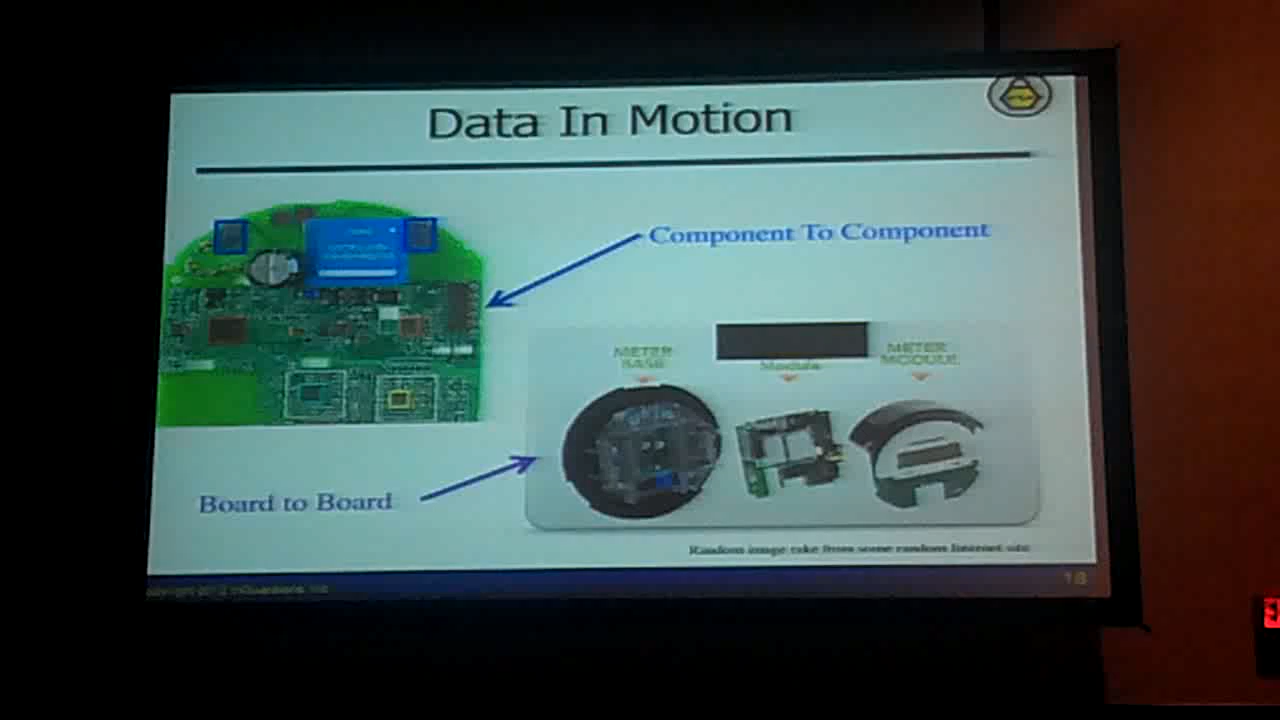 Data In Motion
Component To Component
METER
BASE
Module
METER
MODULE
Board to Board
Random image take from some random Internet site
18